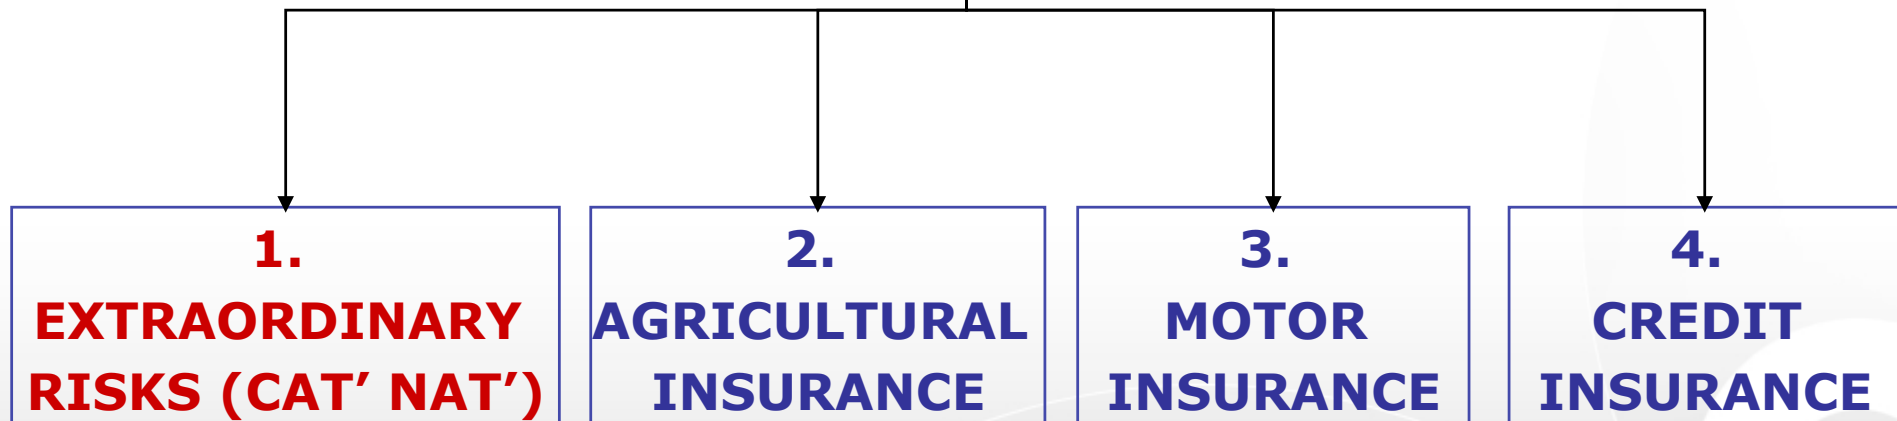 1.
EXTRAORDINARY
RISKS (CAT’ NAT’)
2.
AGRICULTURAL
INSURANCE
3.
MOTOR
INSURANCE
4.
CREDIT
INSURANCE